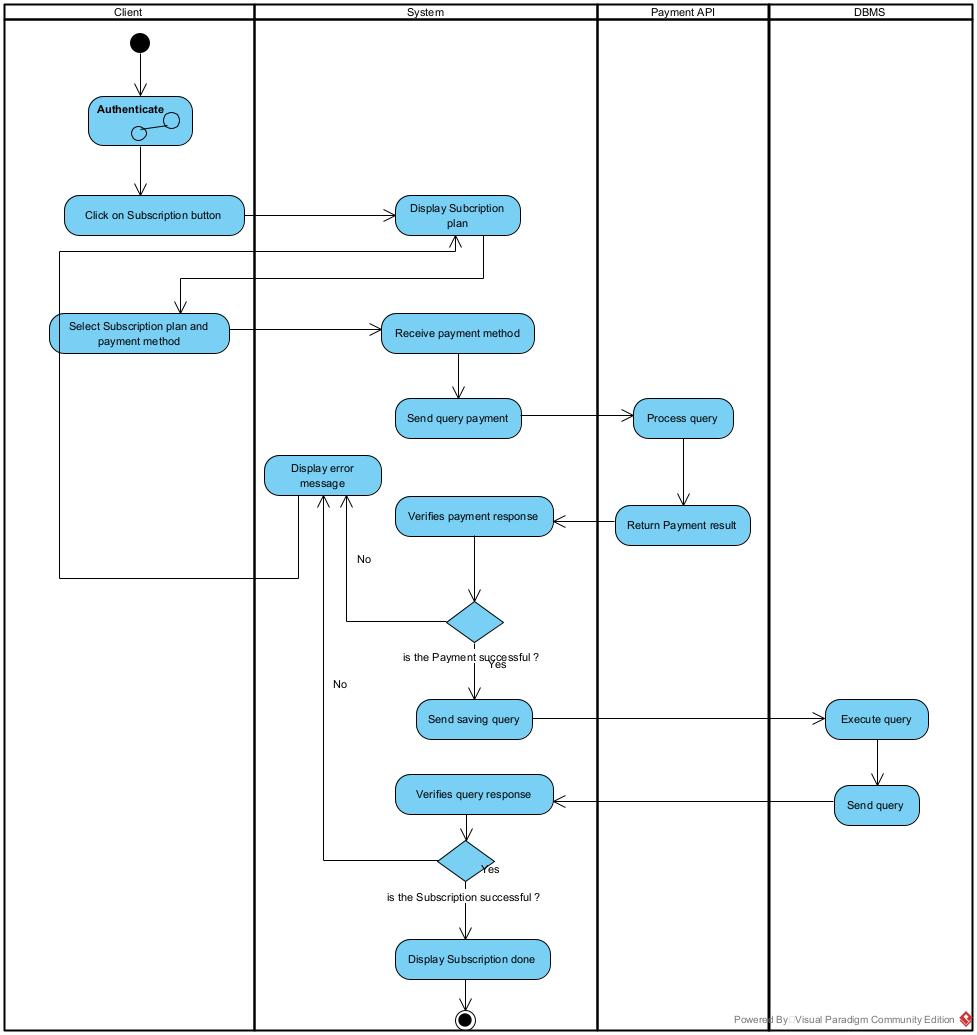 Client
System
Payment API
DBMS
Authenticate
Click on Subscription button
Display Subcription
plan
Select Subscription plan and
payment method
Receive payment method
Send query payment
Process query
Display error
message
Verifies payment response
Return Payment result
No
is the Payment successful ?
Yes
No
Send saving query
Execute query
Verifies query response
Send query
Yes
is the Subscription successful ?
Display Subscription done
Powered By Visual Paradigm Community Edition